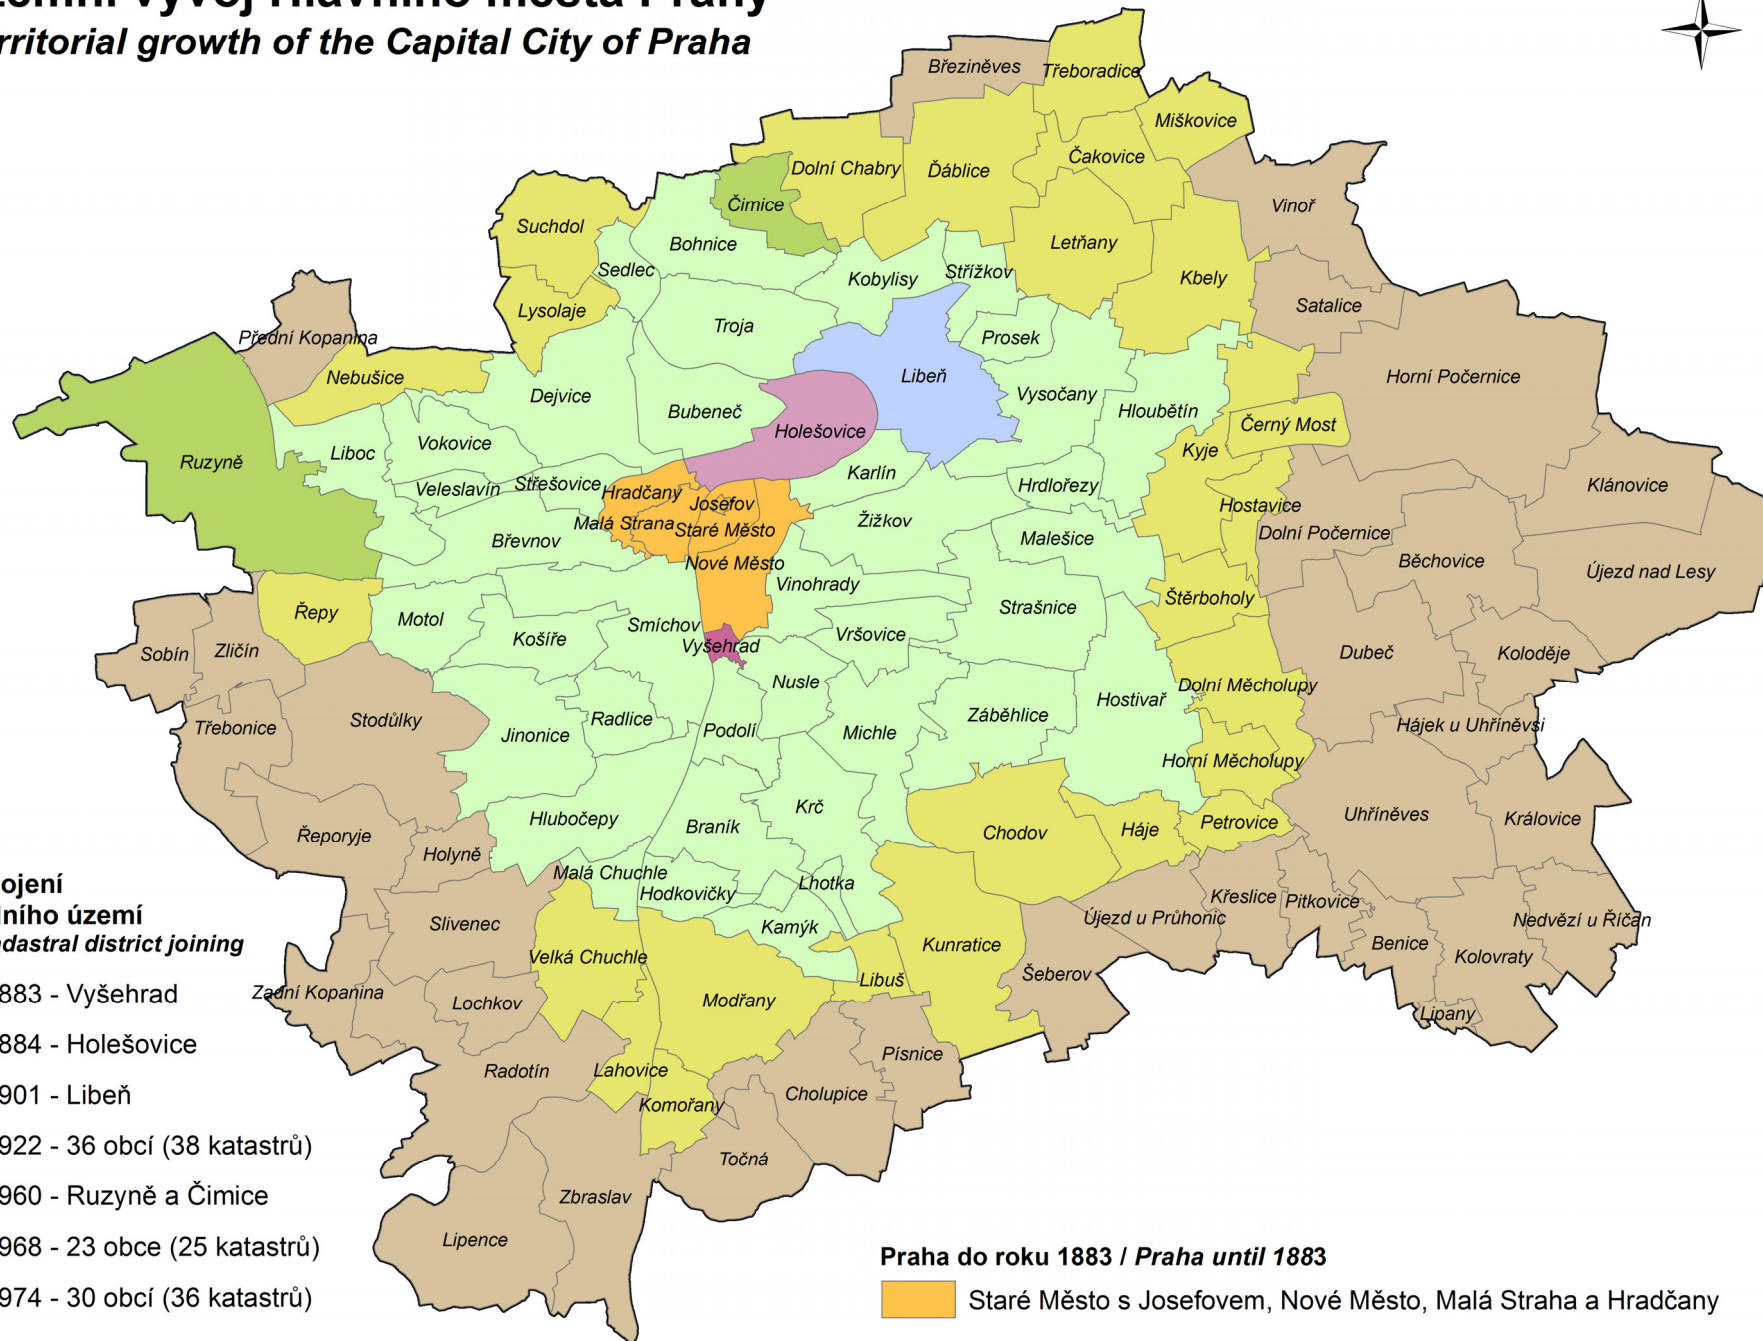 zemní vývoj hlavního města Prahy
rritorial growth of the Capital City of Praha
Březiněves
Třeboradice
Miškovice
Čakovice
Dolní Chabry
Ďáblice
Čimice
Vinoř
Suchdol
Bohnice
Letňany
Sedlec
Kobylisy
Střížkov
Kbely
Lysolaje
Satalice
Troja
Přední Kopanina
Prosek
Nebušice
Libeň
Horní Počernice
Dejvice
Vysočany
Bubeneč
Hloubětín
Černý Most
Holešovice
Vokovice
Liboc
Kyje
Ruzyně
Karlín
Střešovice
Hrdlořezy
Klánovice
Veleslavín
Hradčany
Josefov
Hostavice
Malá Strana
Staré Město
Žižkov
Dolní Počernice
Břevnov
Malešice
Nové Město
Běchovice
Újezd nad Lesy
Vinohrady
Štěrboholy
Strašnice
Řepy
Motol
Smíchov
Košíře
Vršovice
Vyšehrad
Sobín
Zličín
Dubeč
Koloděje
Nusle
Dolní Měcholupy
Hostivař
Stodůlky
Radlice
Záběhlice
Třebonice
Jinonice
Podolí
Michle
Hájek u Uhříněvsi
Horní Měcholupy
Krč
Uhříněves
Královice
Hlubočepy
Braník
Chodov
Háje
Petrovice
Řeporyje
Holyně
Malá Chuchle
Hodkovičky
Lhotka
Křeslice
Pitkovice
Újezd u Průhonic
Nedvězí u Říčan
Slivenec
Kamýk
Kunratice
Benice
Velká Chuchle
Kolovraty
Šeberov
Libuš
Zadní Kopanina
Lochkov
Modřany
Lipany
Písnice
Radotín
Lahovice
Cholupice
Komořany
Točná
Zbraslav
Lipence
ojení
lního území
adastral district joining
883 - Vyšehrad
884 - Holešovice
901 - Libeň
922 - 36 obcí (38 katastrů)
960 - Ruzyně a Čimice
968 - 23 obce (25 katastrů)
974 - 30 obcí (36 katastrů)
Praha do roku 1883 / Praha until 1883
Staré Město s Josefovem, Nové Město, Malá Straha a Hradčany